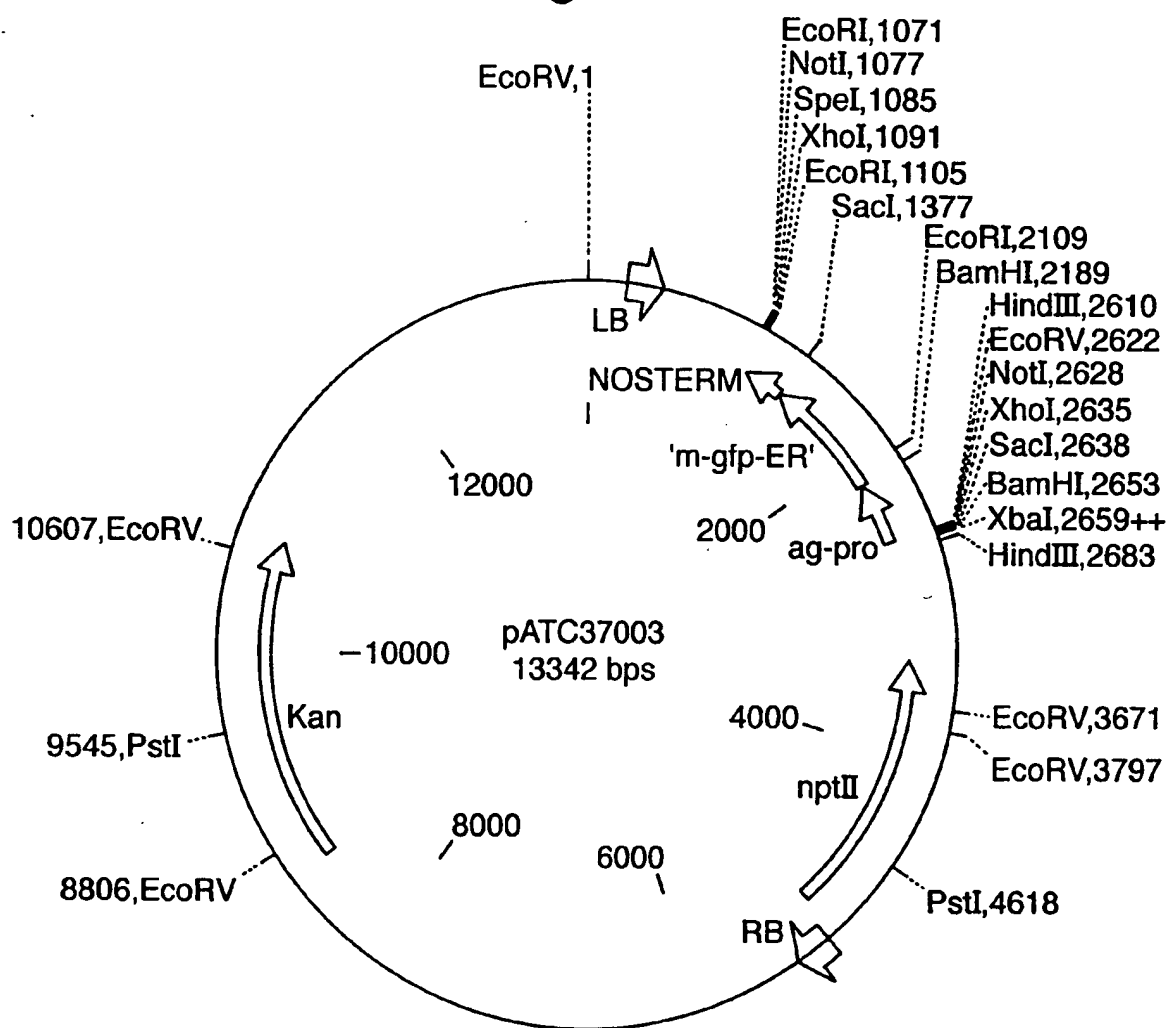 EcoRV,1
EcoRI,1071
NotI,1077
SpeI,1085
XhoI,1091
EcoRI,1105
SacI,1377
EcoRI,2109
BamHI,2189
HindIII,2610
EcoRV,2622
NotI,2628
XhoI,2635
SacI,2638
BamHI,2653
XbaI,2659++
HindIII,2683
LB
NOSTERM
'm-gfp-ER'
ag-pro
12000
2000
10607,EcoRV
pATC37003
13342 bps
10000
4000
Kan
nptII
EcoRV,3671
EcoRV,3797
9545,PstI
8000
6000
8806,EcoRV
PstI,4618
RB